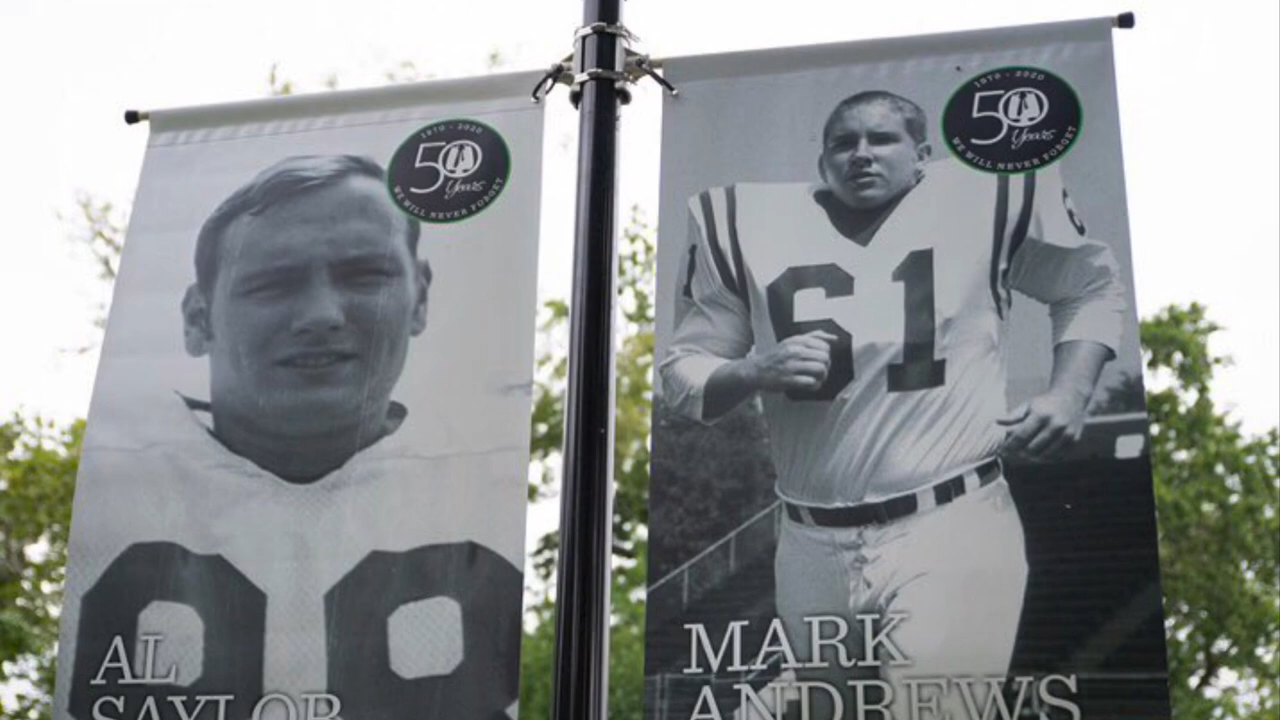 1970 - 2020
50
Years
WE WILL NEVER FORGET
AL
SAYLOR
1970 - 2020
50
Years
WE WILL NEVER FORGET
61
MARK
ANDREWS